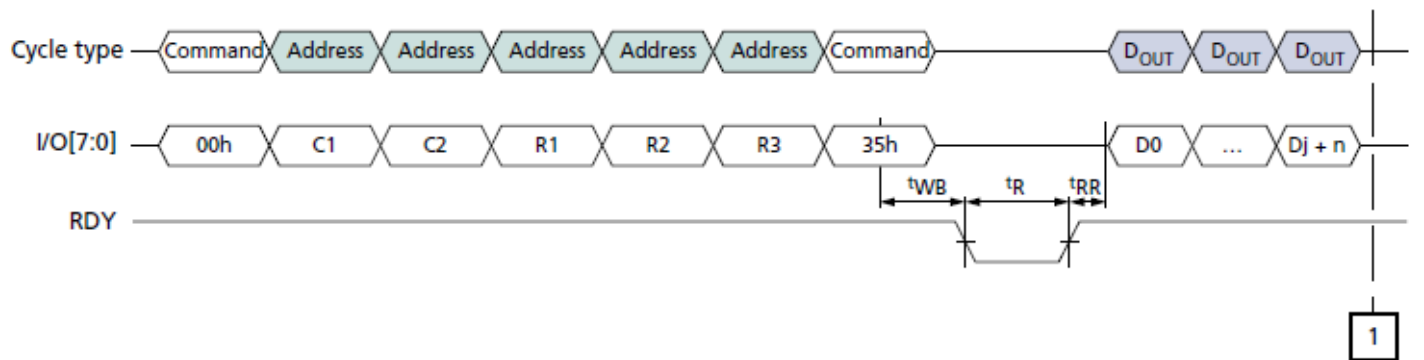 Cycle type Command Address Address Address Address Address Command DOUT DOUT DOUT
I/O[7:0] 00h C1 C2 R1 R2 R3 35h D0 ... Dj + n
tWB tR tRR
RDY
1